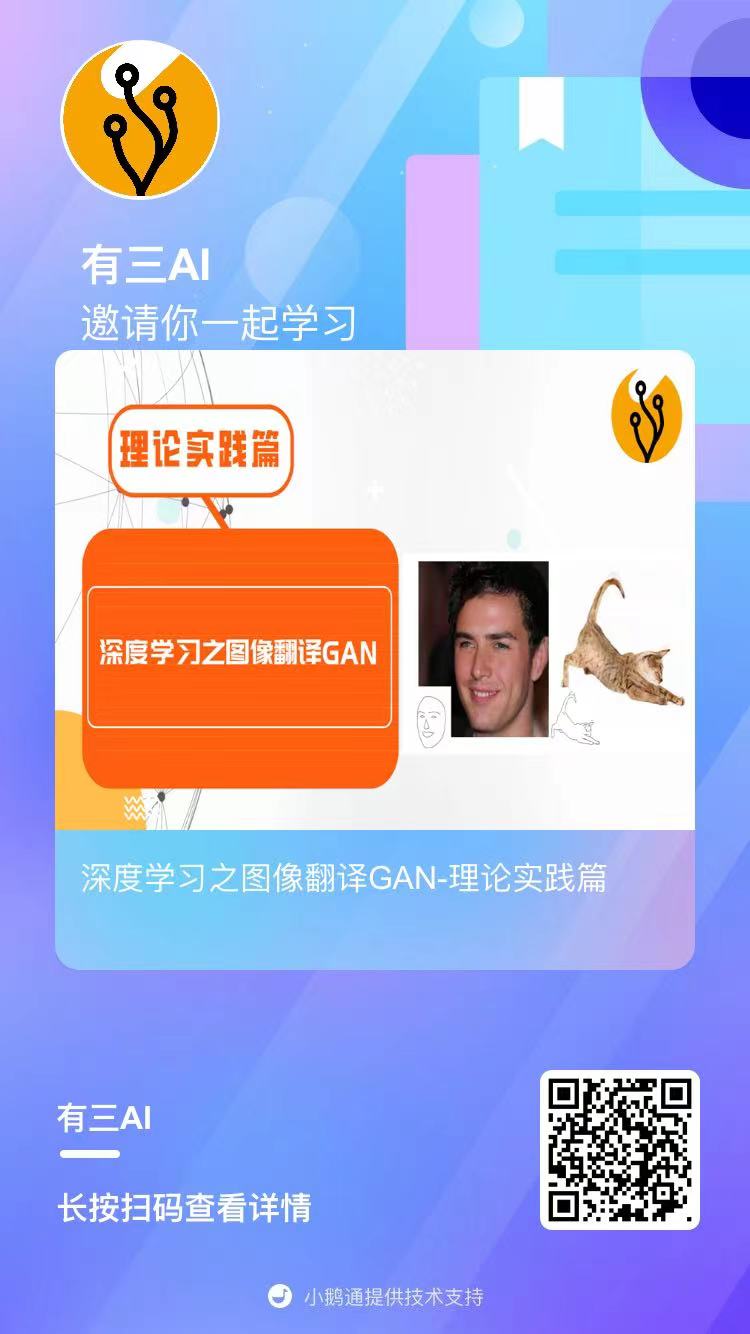 有三AI
邀请你一起学习
理论实践篇
深度学习之图像翻译GAN
深度学习之图像翻译GAN-理论实践篇
有三AI
长按扫码查看详情
小鹅通提供技术支持